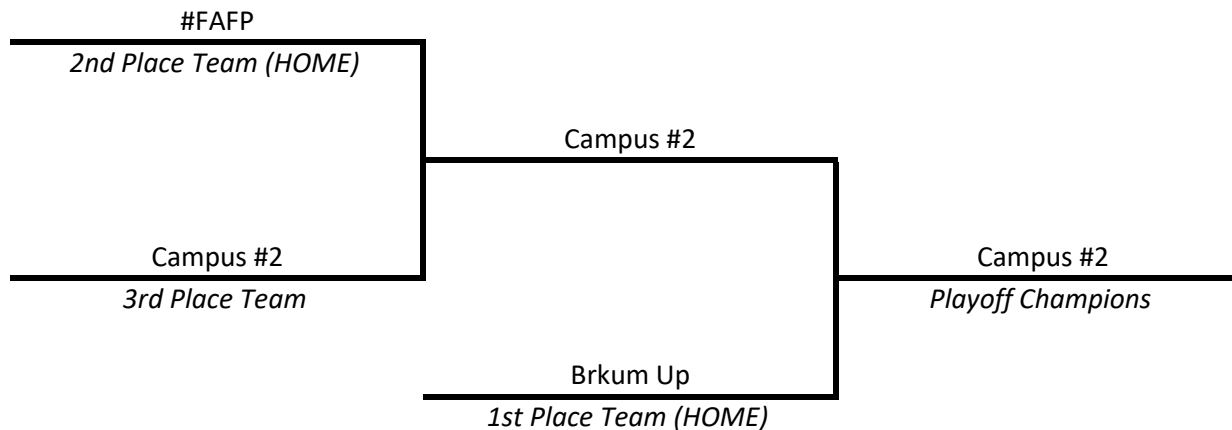 #FAFP
2nd Place Team (HOME)
Campus #2
Campus #2
3rd Place Team
Campus #2
Playoff Champions
Brkum Up
1st Place Team (HOME)